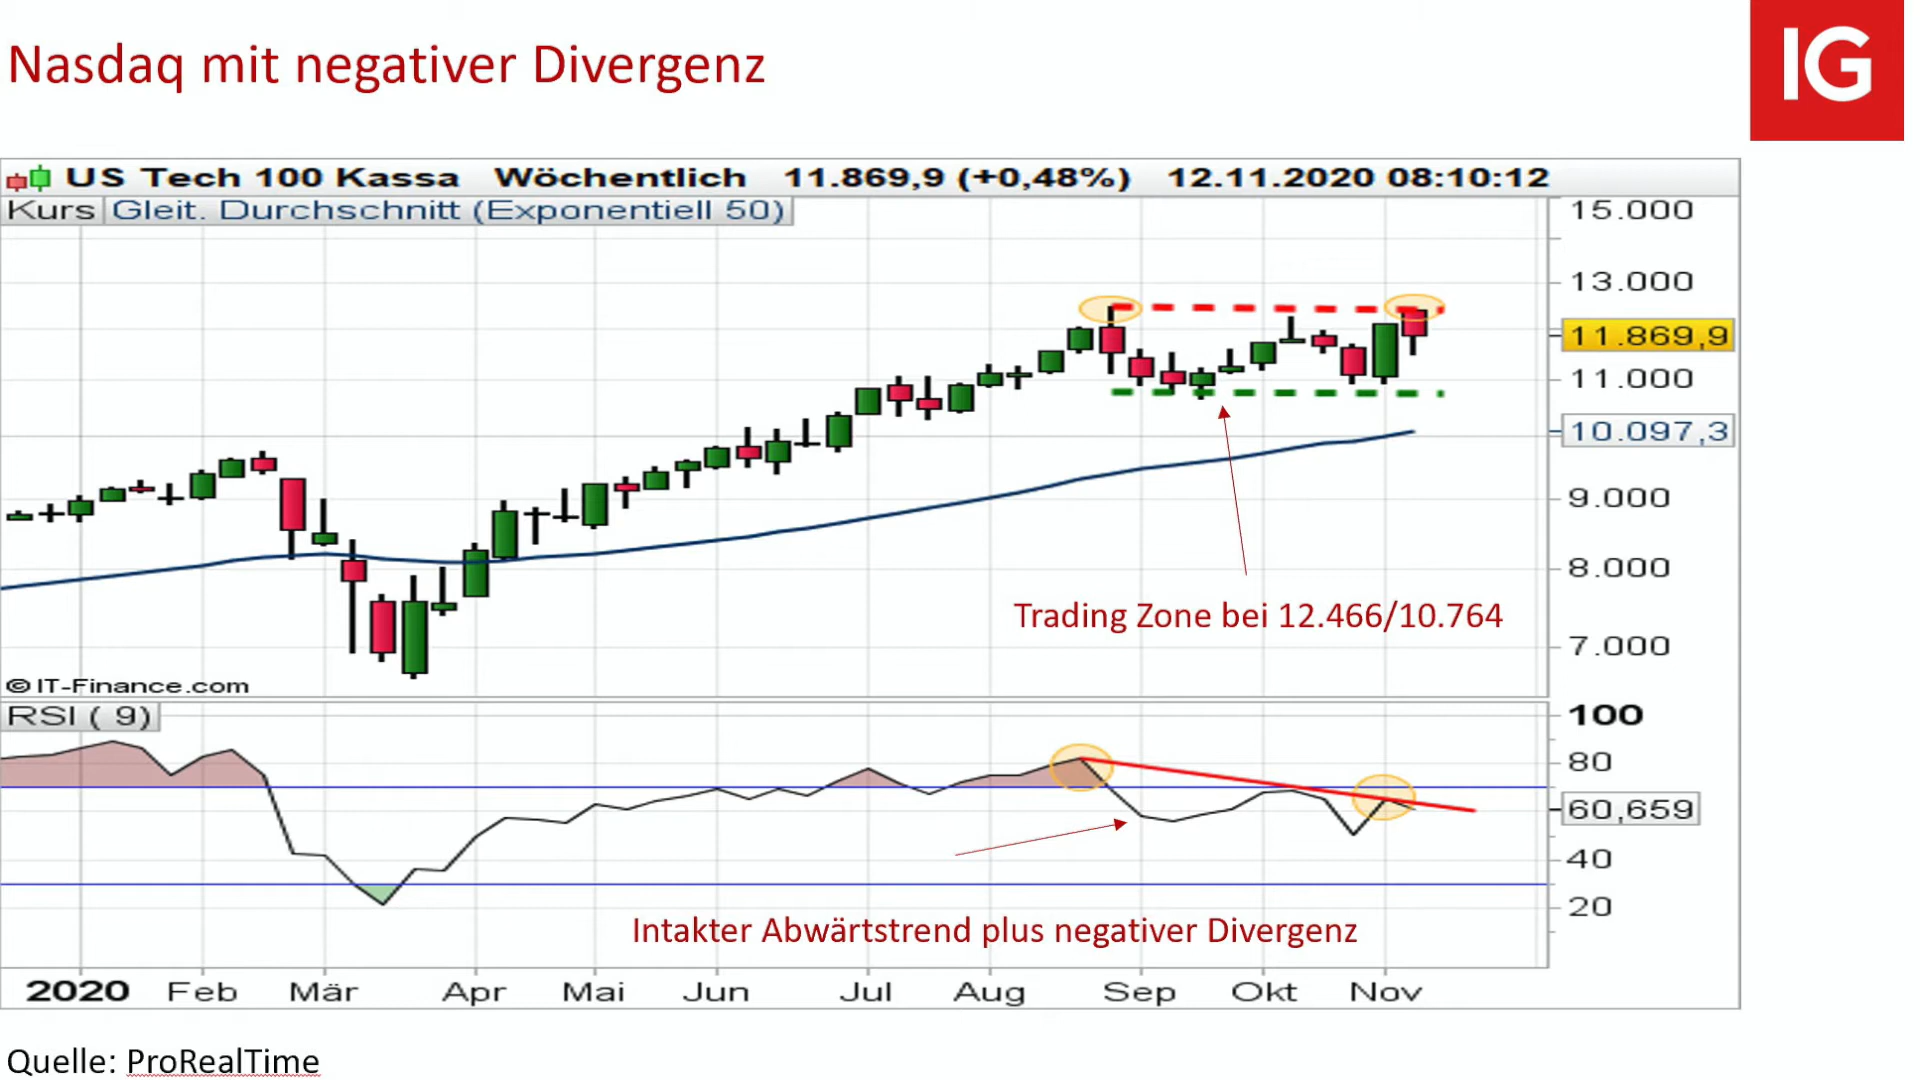 Nasdaq mit negativer Divergenz
IG
US Tech 100 Kassa Wöchentlich 11.869,9 (+0,48%) 12.11.2020 08:10:12
Kurs Gleit. Durchschnitt (Exponentiell 50)
15.000
13.000
11.869,9
11.000
10.097,3
9.000
8.000
Trading Zone bei 12.466/10.764
7.000
© IT-Finance.com
RSI ( 9)
100
80
60,659
40
20
Intakter Abwärtstrend plus negativer Divergenz
2020 Feb Mär Apr Mai Jun Jul Aug Sep Okt Nov
Quelle: ProRealTime